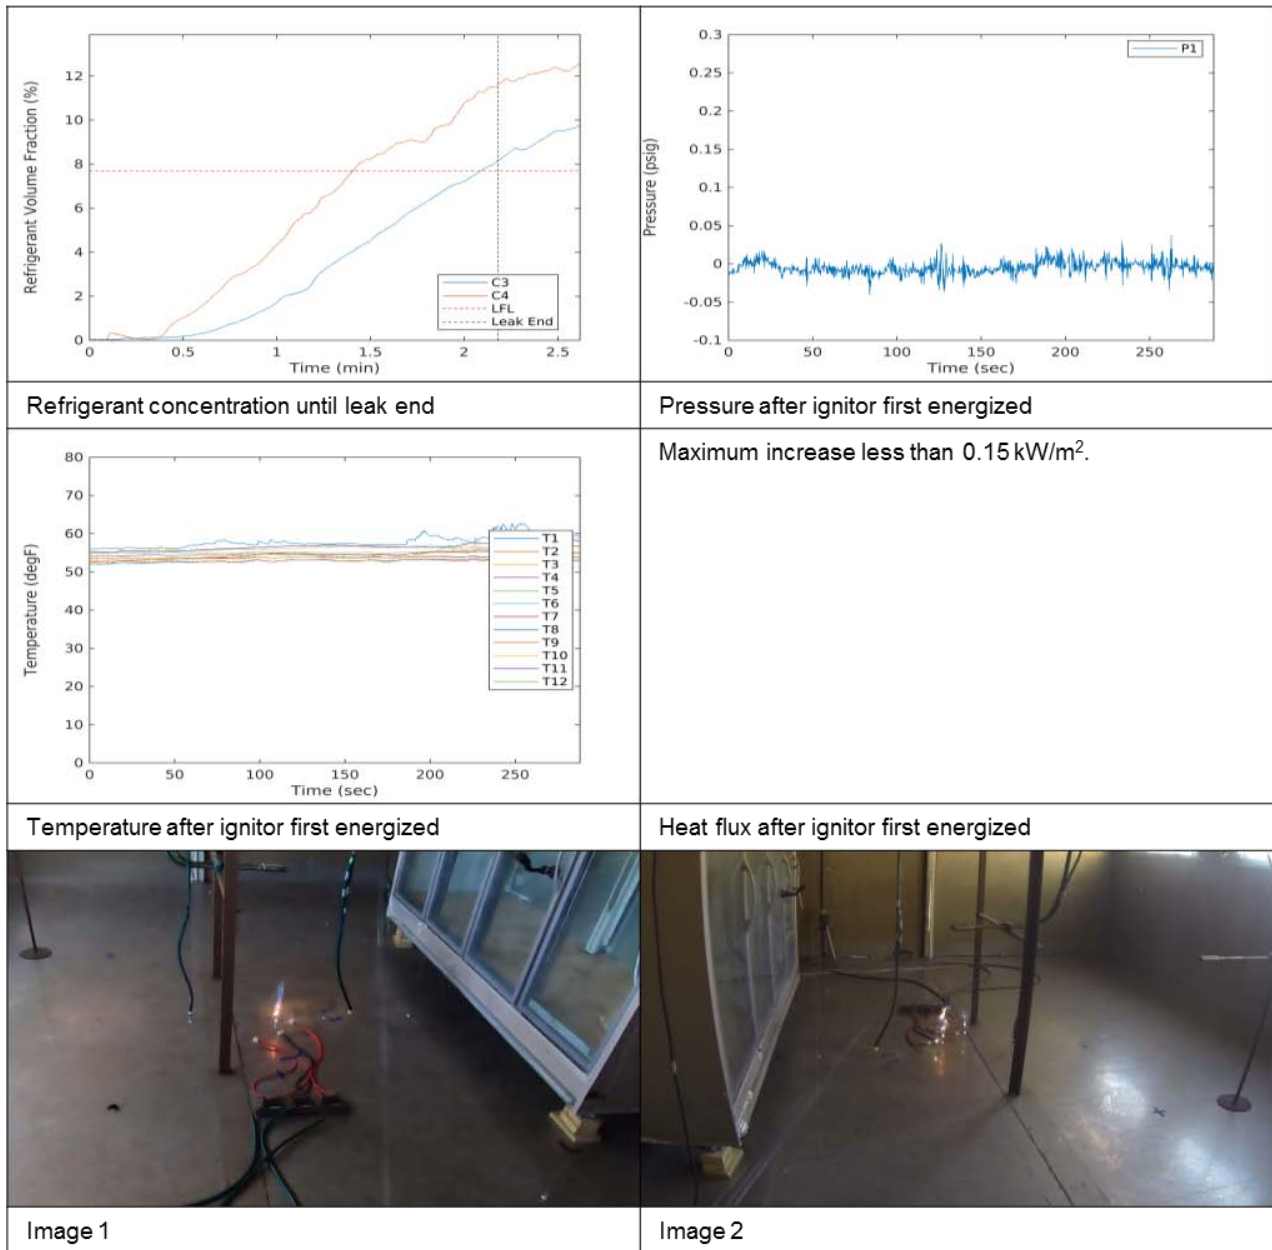 12
10
8
6
4
2
0
Refrigerant Volume Fraction (%)
C3
C4
LFL
Leak End
0 0.5 1 1.5 2 2.5
Time (min)
0.3
0.25
0.2
0.15
0.1
0.05
0
-0.05
-0.1
Pressure (psig)
P1
0 50 100 150 200 250
Time (sec)
Refrigerant concentration until leak end
Pressure after ignitor first energized
80
70
60
50
40
30
20
10
0
Temperature (degF)
T1
T2
T3
T4
T5
T6
T7
T8
T9
T10
T11
T12
0 50 100 150 200 250
Time (sec)
Maximum increase less than 0.15 kW/m².
Temperature after ignitor first energized
Heat flux after ignitor first energized
Image 1
Image 2